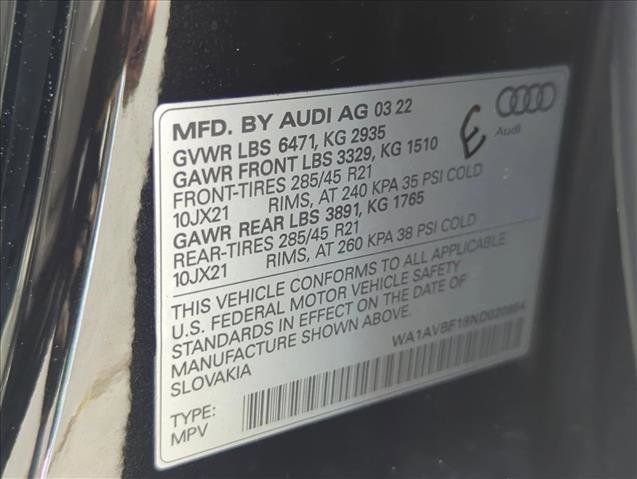 MFD. BY AUDI AG 03 22
GVWR LBS 6471, KG 2935
GAWR FRONT LBS 3329, KG 1510
FRONT-TIRES 285/45 R21
10JX21 RIMS, AT 240 KPA 35 PSI COLD
GAWR REAR LBS 3891, KG 1765
REAR-TIRES 285/45 R21
10JX21 RIMS, AT 260 KPA 38 PSI COLD
THIS VEHICLE CONFORMS TO ALL APPLICABLE
U.S. FEDERAL MOTOR VEHICLE SAFETY
STANDARDS IN EFFECT ON THE DATE OF
MANUFACTURE SHOWN ABOVE.
SLOVAKIA
TYPE:
MPV
E
Audi